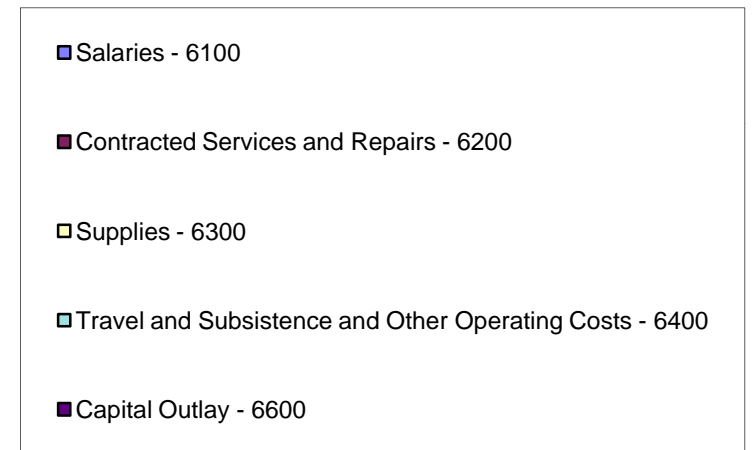 Salaries - 6100
Contracted Services and Repairs - 6200
Supplies - 6300
Travel and Subsistence and Other Operating Costs - 6400
Capital Outlay - 6600